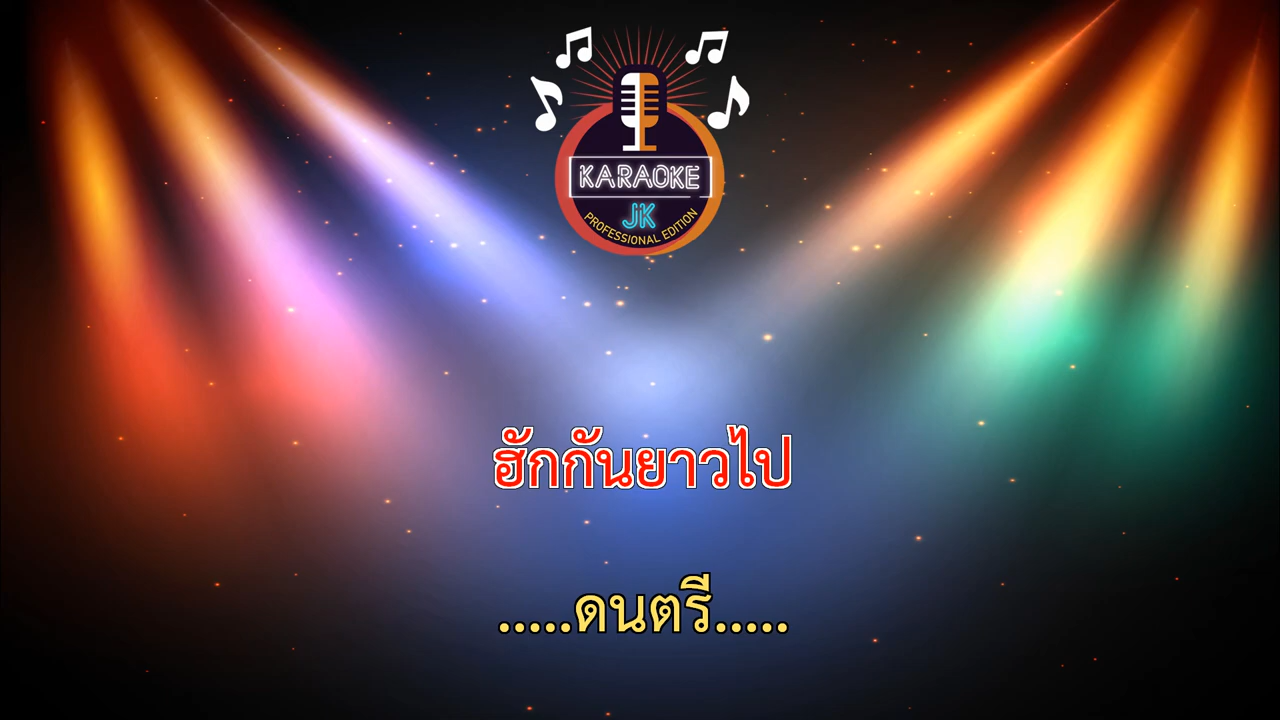 KARAOKE
JK
PROFESSIONAL EDITION
ฮักกันยาวไป
.....ดนตรี.....